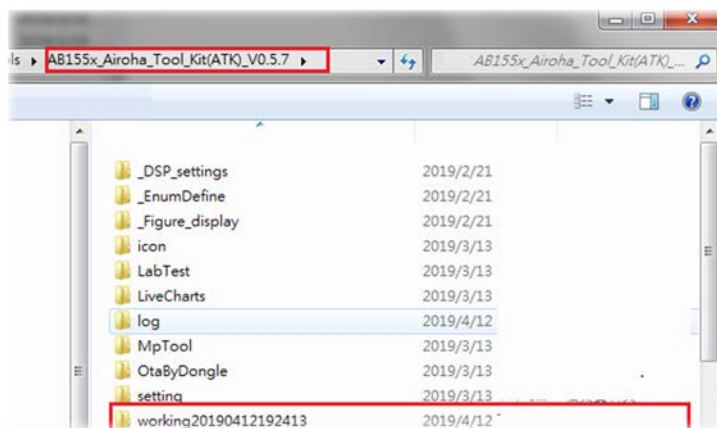 ls ▸ AB155x_Airoha_Tool_Kit(ATK)_V0.5.7 ▸ AB155x_Airoha_Tool_Kit(ATK)_...
_DSP_settings 2019/2/21
_EnumDefine 2019/2/21
_Figure_display 2019/2/21
icon 2019/3/13
LabTest 2019/3/13
LiveCharts 2019/3/13
log 2019/4/12
MpTool 2019/3/13
OtaByDongle 2019/3/13
setting 2019/3/13
working20190412192413 2019/4/12